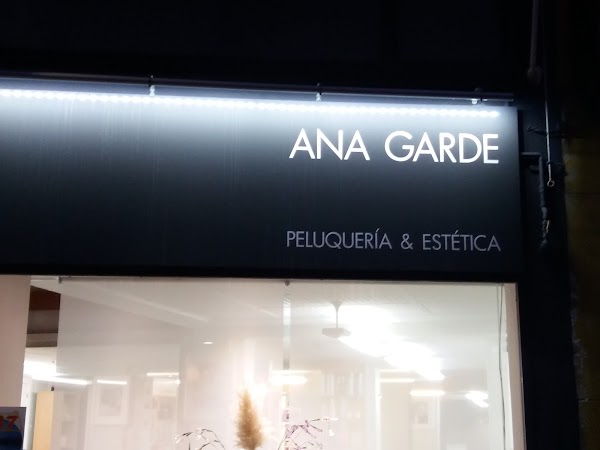 ANA GARDE
PELUQUERÍA & ESTÉTICA